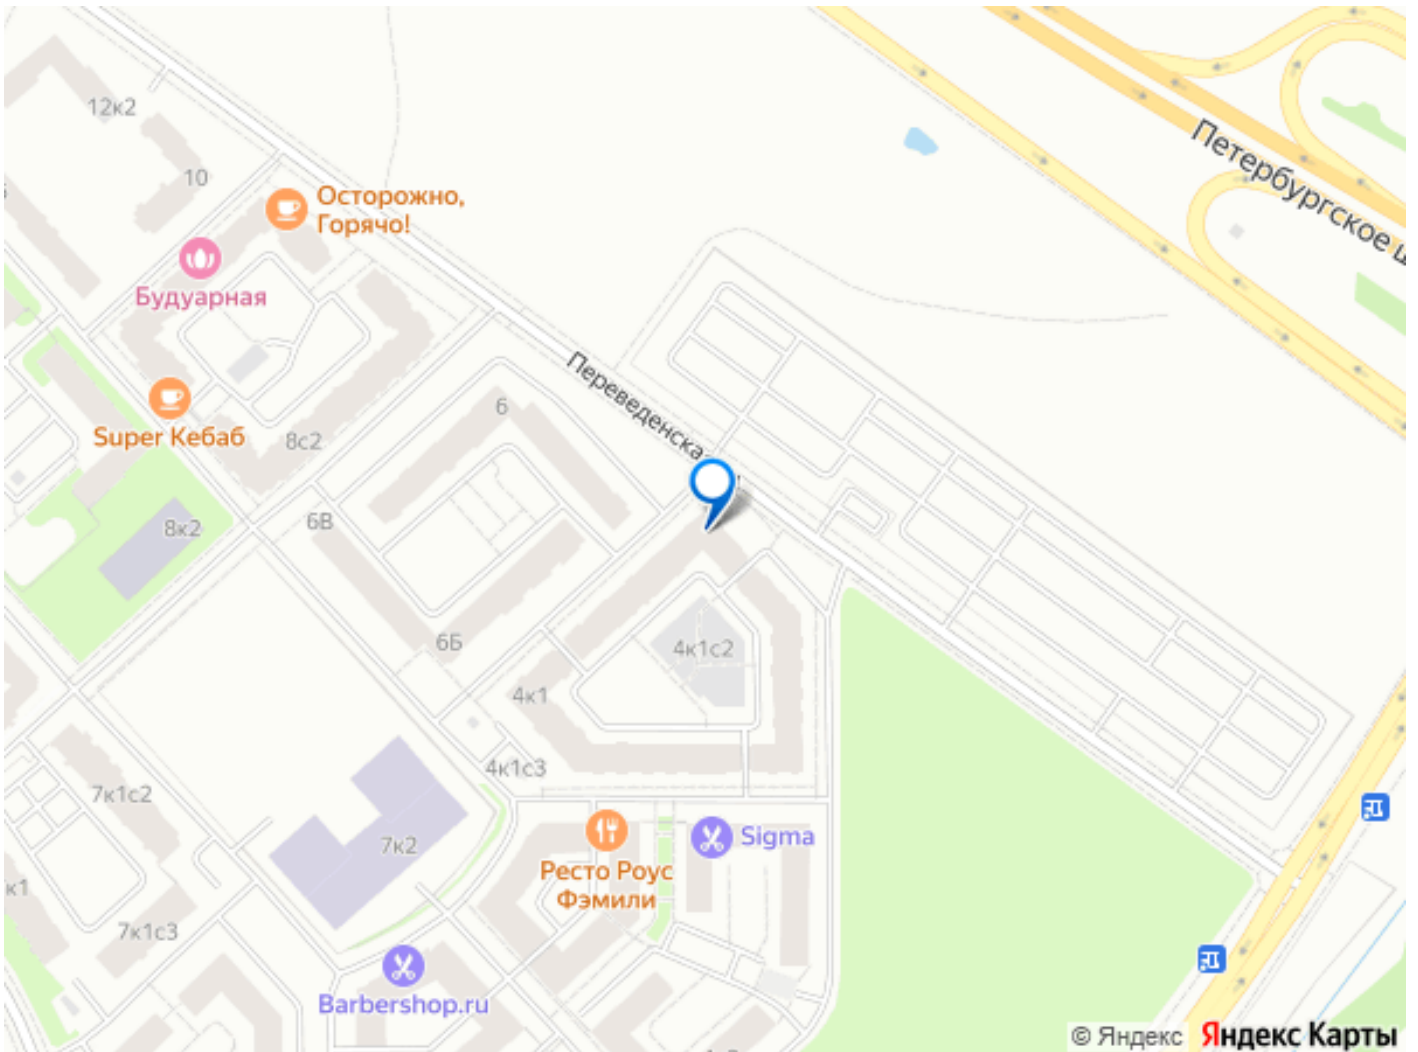 12к2
10
Осторожно,
Горячо!
Петербургское ш
Будуарная
Переведенска
6
Super Кебаб
8с2
6В
8к2
6Б
4к1с2
4к1
4к1с3
7к1с2
7к2
Sigma
Ресто Роус
Фэмили
к1
7к1с3
Barbershop.ru
© Яндекс Яндекс Карты